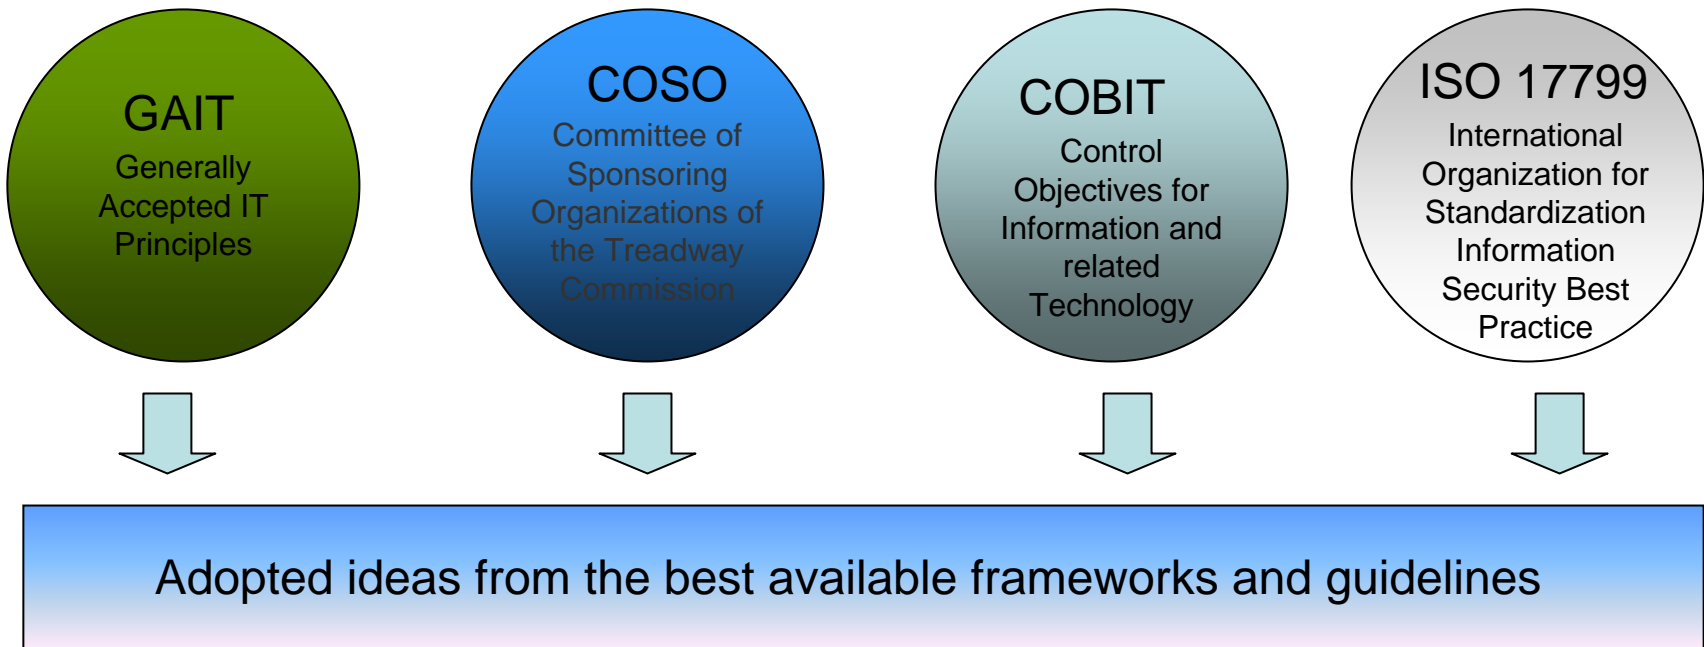 GAIT
Generally
Accepted IT
Principles
COSO
Committee of
Sponsoring
Organizations of
the Treadway
Commission
COBIT
Control
Objectives for
Information and
related
Technology
ISO 17799
International
Organization for
Standardization
Information
Security Best
Practice
Adopted ideas from the best available frameworks and guidelines